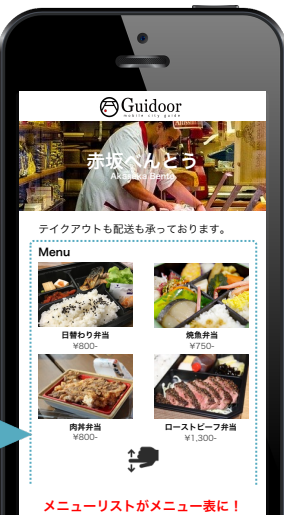 Guidoor
mobile city guide
赤坂べんとう
Akasaka Bento
テイクアウトも配送も承っております。
Menu
日替わり弁当
¥800-
焼魚弁当
¥750-
肉丼弁当
¥800-
ローストビーフ弁当
¥1,300-
メニューリストがメニュー表に！